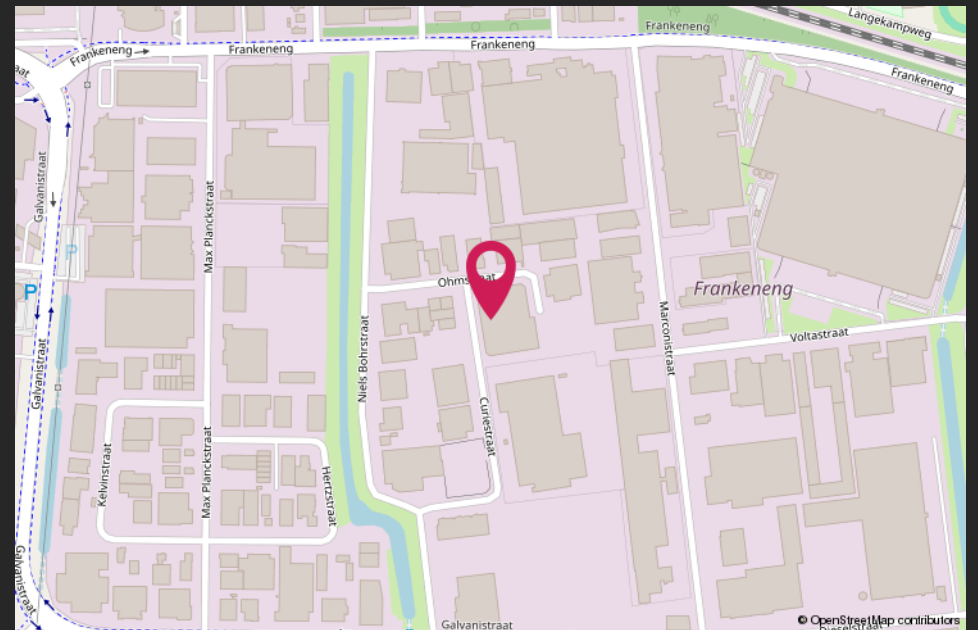 Frankeneng
Langekampweg
Frankeneng
Frankeneng
Frankeneng
Frankeneng
Galvanistraat
Max Planckstraat
P
P
Ohmstraat
Frankeneng
Galvanistraat
Niels Bohrstraat
Marconistraat
Voltastraat
Curiestraat
Kelvinstraat
Max Planckstraat
Hertzstraat
Galvanistraat
Galvanistraat
© OpenStreetMap contributors